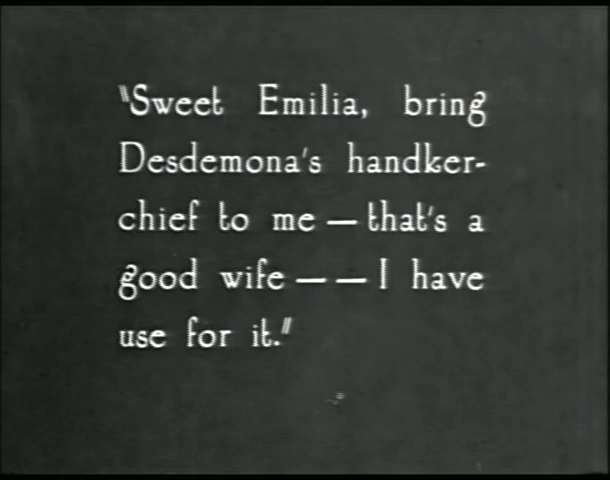 "Sweet Emilia, bring
Desdemona's handker-
chief to me — that's a
good wife — — I have
use for it."